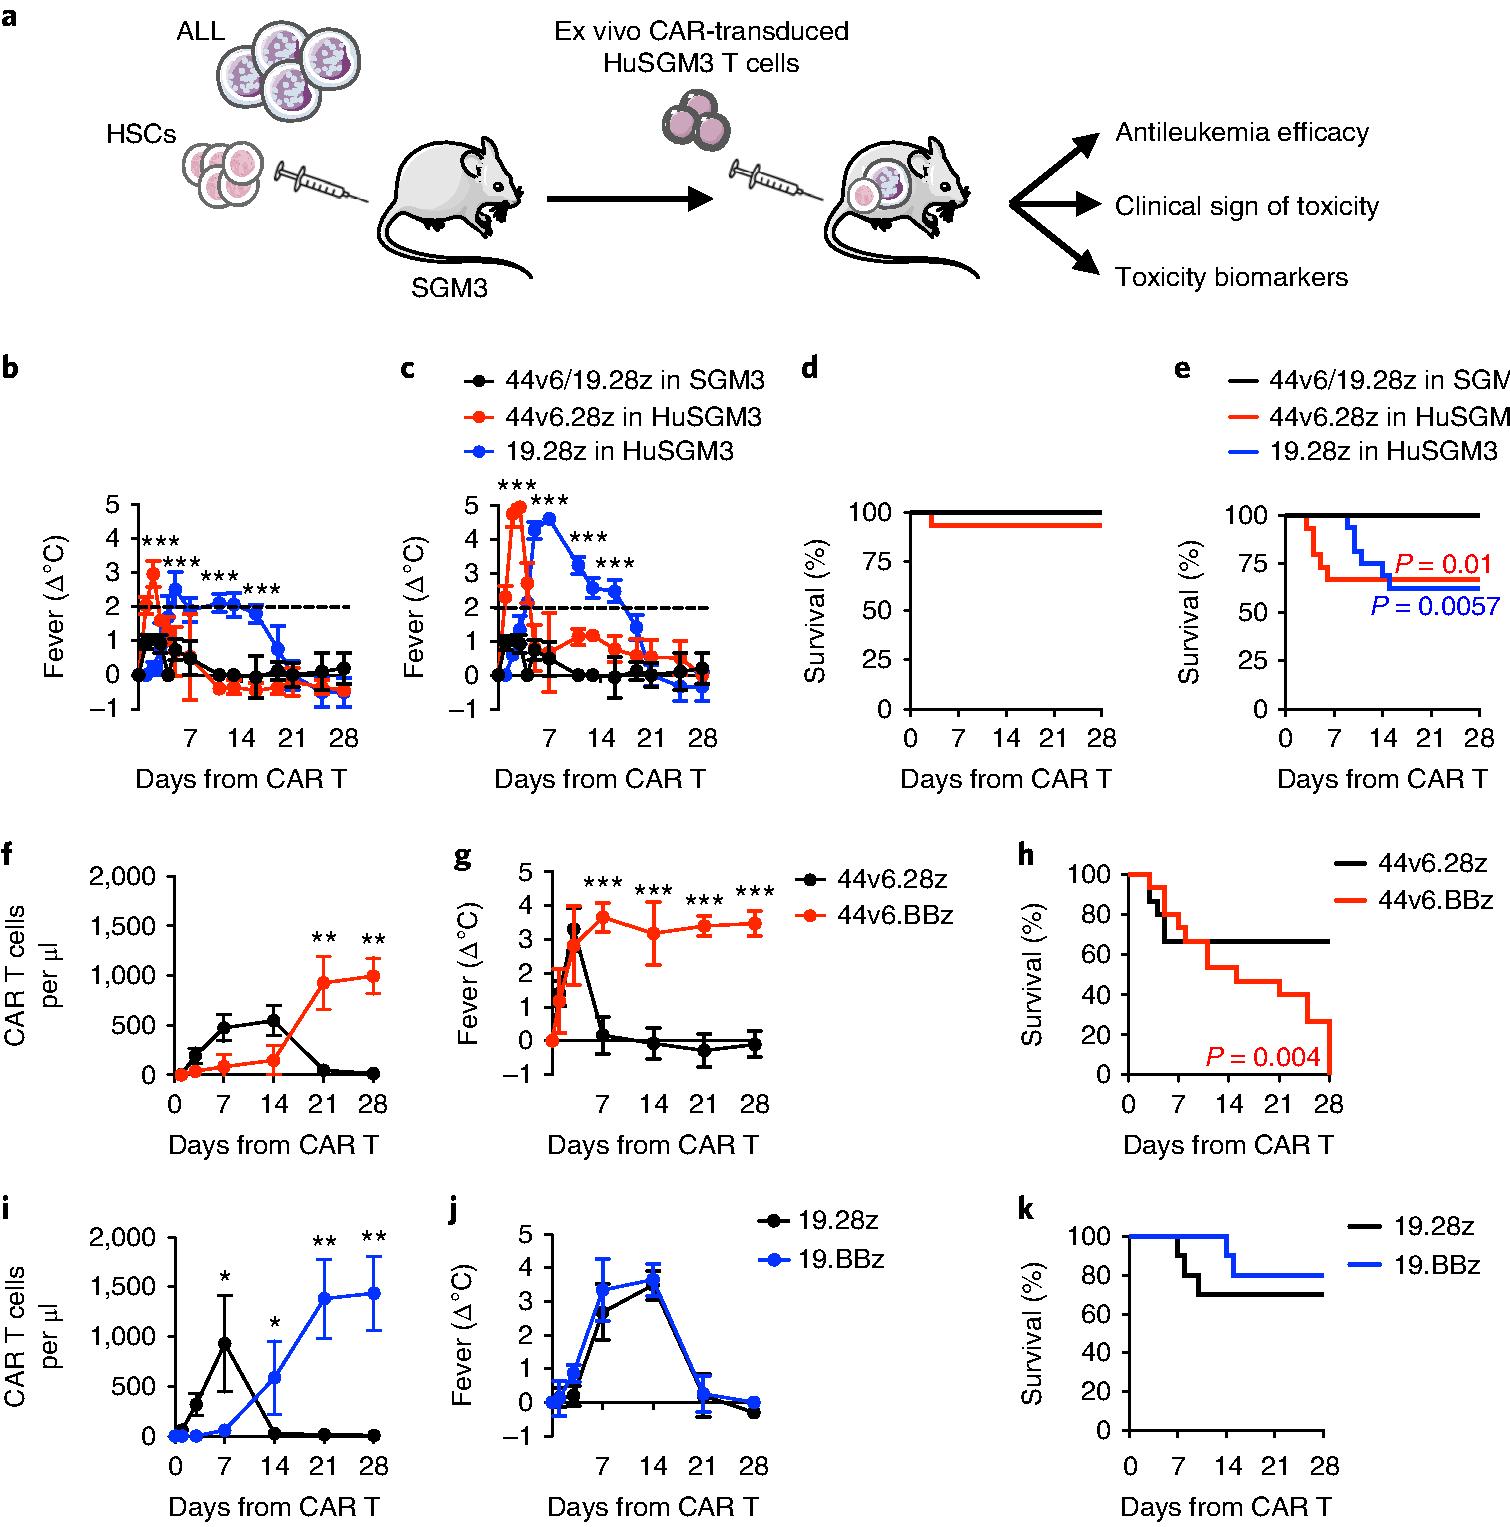 a
ALL
HSCs
SGM3
Ex vivo CAR-transduced
HuSGM3 T cells
Antileukemia efficacy
Clinical sign of toxicity
Toxicity biomarkers
b
Fever (Δ°C)
5
4
3
2
1
0
–1
***
***
***
***
7 14 21 28
Days from CAR T
c
44v6/19.28z in SGM3
44v6.28z in HuSGM3
19.28z in HuSGM3
Fever (Δ°C)
5
4
3
2
1
0
–1
***
***
***
***
7 14 21 28
Days from CAR T
d
Survival (%)
100
75
50
25
0
0 7 14 21 28
Days from CAR T
e
44v6/19.28z in SGM
44v6.28z in HuSGM
19.28z in HuSGM3
Survival (%)
100
75
50
25
0
P = 0.01
P = 0.0057
0 7 14 21 28
Days from CAR T
f
CAR T cells
per μl
2,000
1,500
1,000
500
0
**
**
0 7 14 21 28
Days from CAR T
g
44v6.28z
44v6.BBz
Fever (Δ°C)
5
4
3
2
1
0
–1
***
***
***
***
7 14 21 28
Days from CAR T
h
44v6.28z
44v6.BBz
Survival (%)
100
80
60
40
20
0
P = 0.004
0 7 14 21 28
Days from CAR T
i
CAR T cells
per μl
2,000
1,500
1,000
500
0
*
*
**
**
0 7 14 21 28
Days from CAR T
j
19.28z
19.BBz
Fever (Δ°C)
5
4
3
2
1
0
–1
7 14 21 28
Days from CAR T
k
19.28z
19.BBz
Survival (%)
100
80
60
40
20
0
0 7 14 21 28
Days from CAR T